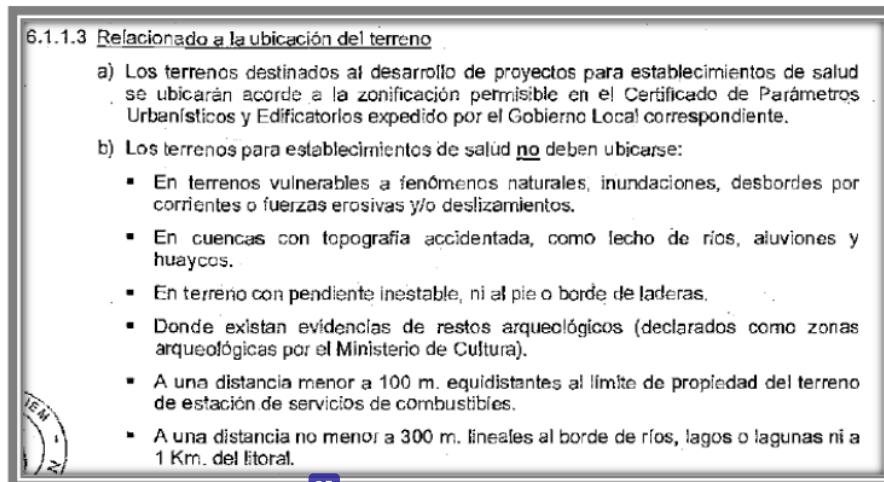 6.1.1.3 Relacionado a la ubicación del terreno
a) Los terrenos destinados al desarrollo de proyectos para establecimientos de salud
se ubicarán acorde a la zonificación permisible en el Certificado de Parámetros
Urbanísticos y Edificatorios expedido por el Gobierno Local correspondiente.
b) Los terrenos para establecimientos de salud no deben ubicarse:
▪ En terrenos vulnerables a fenómenos naturales, inundaciones, desbordes por
corrientes o fuerzas erosivas y/o deslizamientos.
▪ En cuencas con topografía accidentada, como lecho de ríos, aluviones y
huaycos.
▪ En terreno con pendiente inestable, ni al pie o borde de laderas.
▪ Donde existan evidencias de restos arqueológicos (declarados como zonas
arqueológicas por el Ministerio de Cultura).
▪ A una distancia menor a 100 m. equidistantes al límite de propiedad del terreno
de estación de servicios de combustibles.
▪ A una distancia no menor a 300 m. lineales al borde de ríos, lagos o lagunas ni a
1 Km. del litoral.